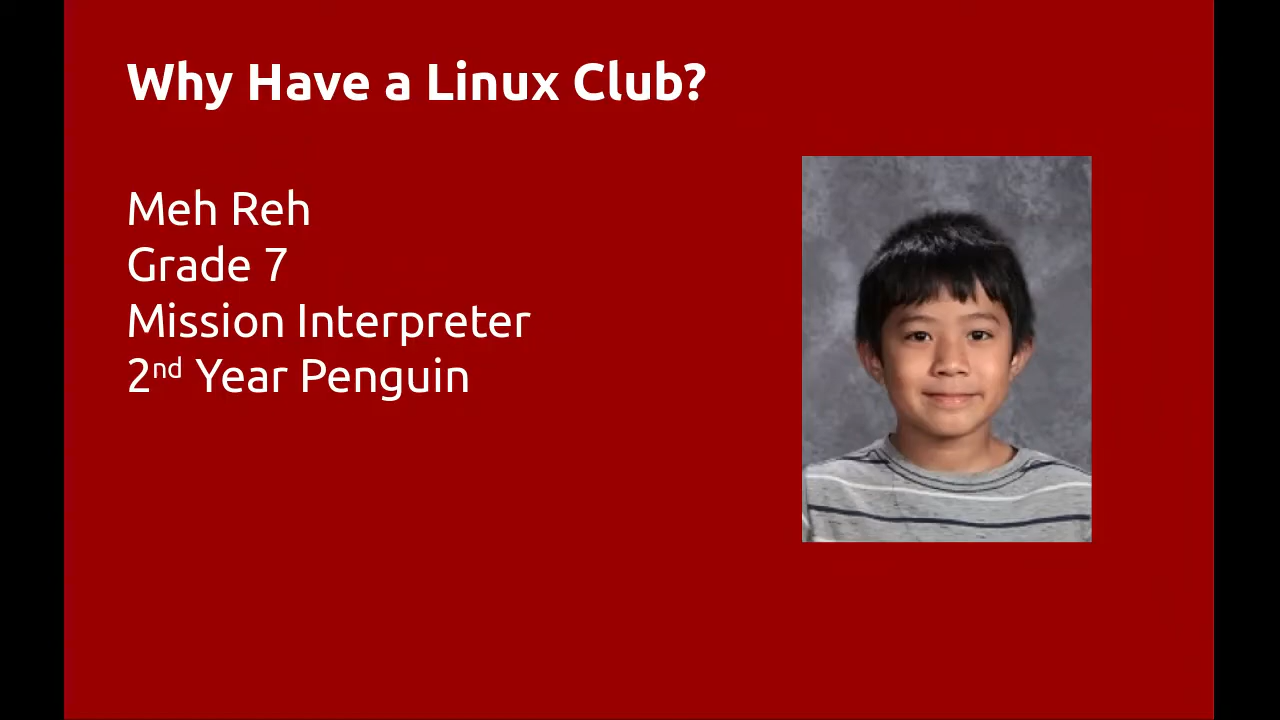 Why Have a Linux Club?
Meh Reh
Grade 7
Mission Interpreter
2nd Year Penguin